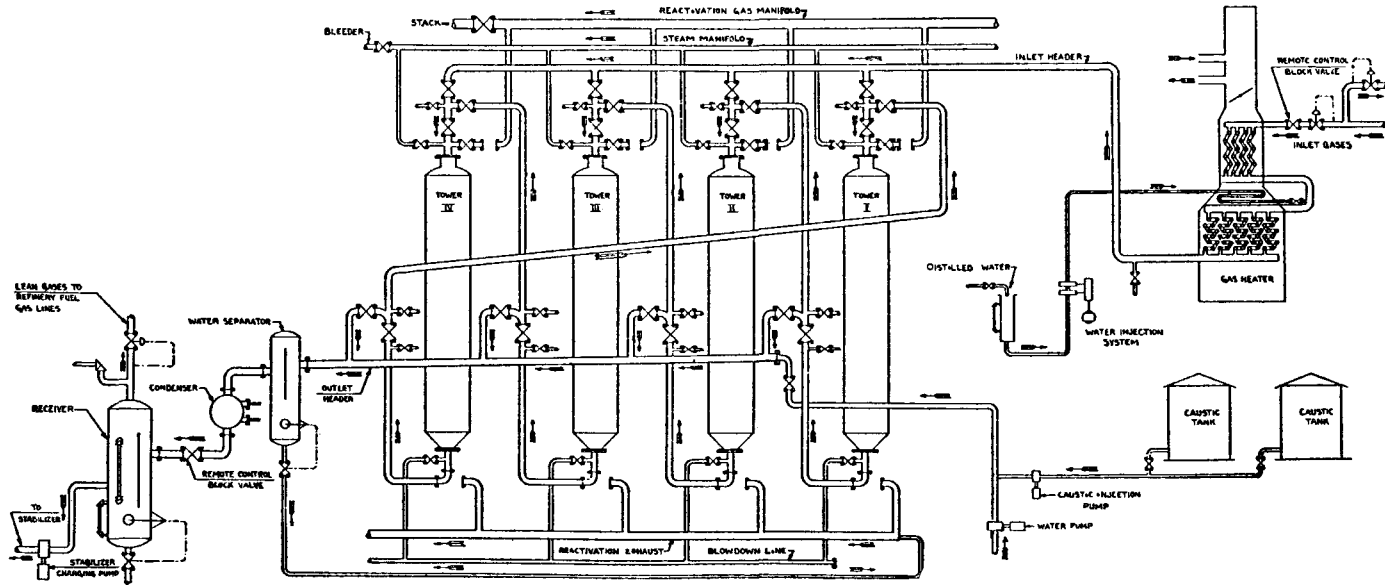 REACTIVATION GAS MANIFOLD
STACK
BLEEDER
STEAM MANIFOLD
INLET HEADER
REMOTE CONTROL
BLOCK VALVE
INLET GASES
TOWER
IV
TOWER
III
TOWER
II
TOWER
I
GAS HEATER
DISTILLED WATER
WATER INJECTION
SYSTEM
LEAN GASES TO
REFINERY FUEL
GAS LINES
WATER SEPARATOR
CONDENSER
OUTLET
HEADER
RECEIVER
REMOTE CONTROL
BLOCK VALVE
CAUSTIC
TANK
CAUSTIC
TANK
CAUSTIC INJECTION
PUMP
WATER PUMP
TO
STABILIZER
STABILIZER
CHARGING PUMP
REACTIVATION EXHAUST
BLOWDOWN LINE